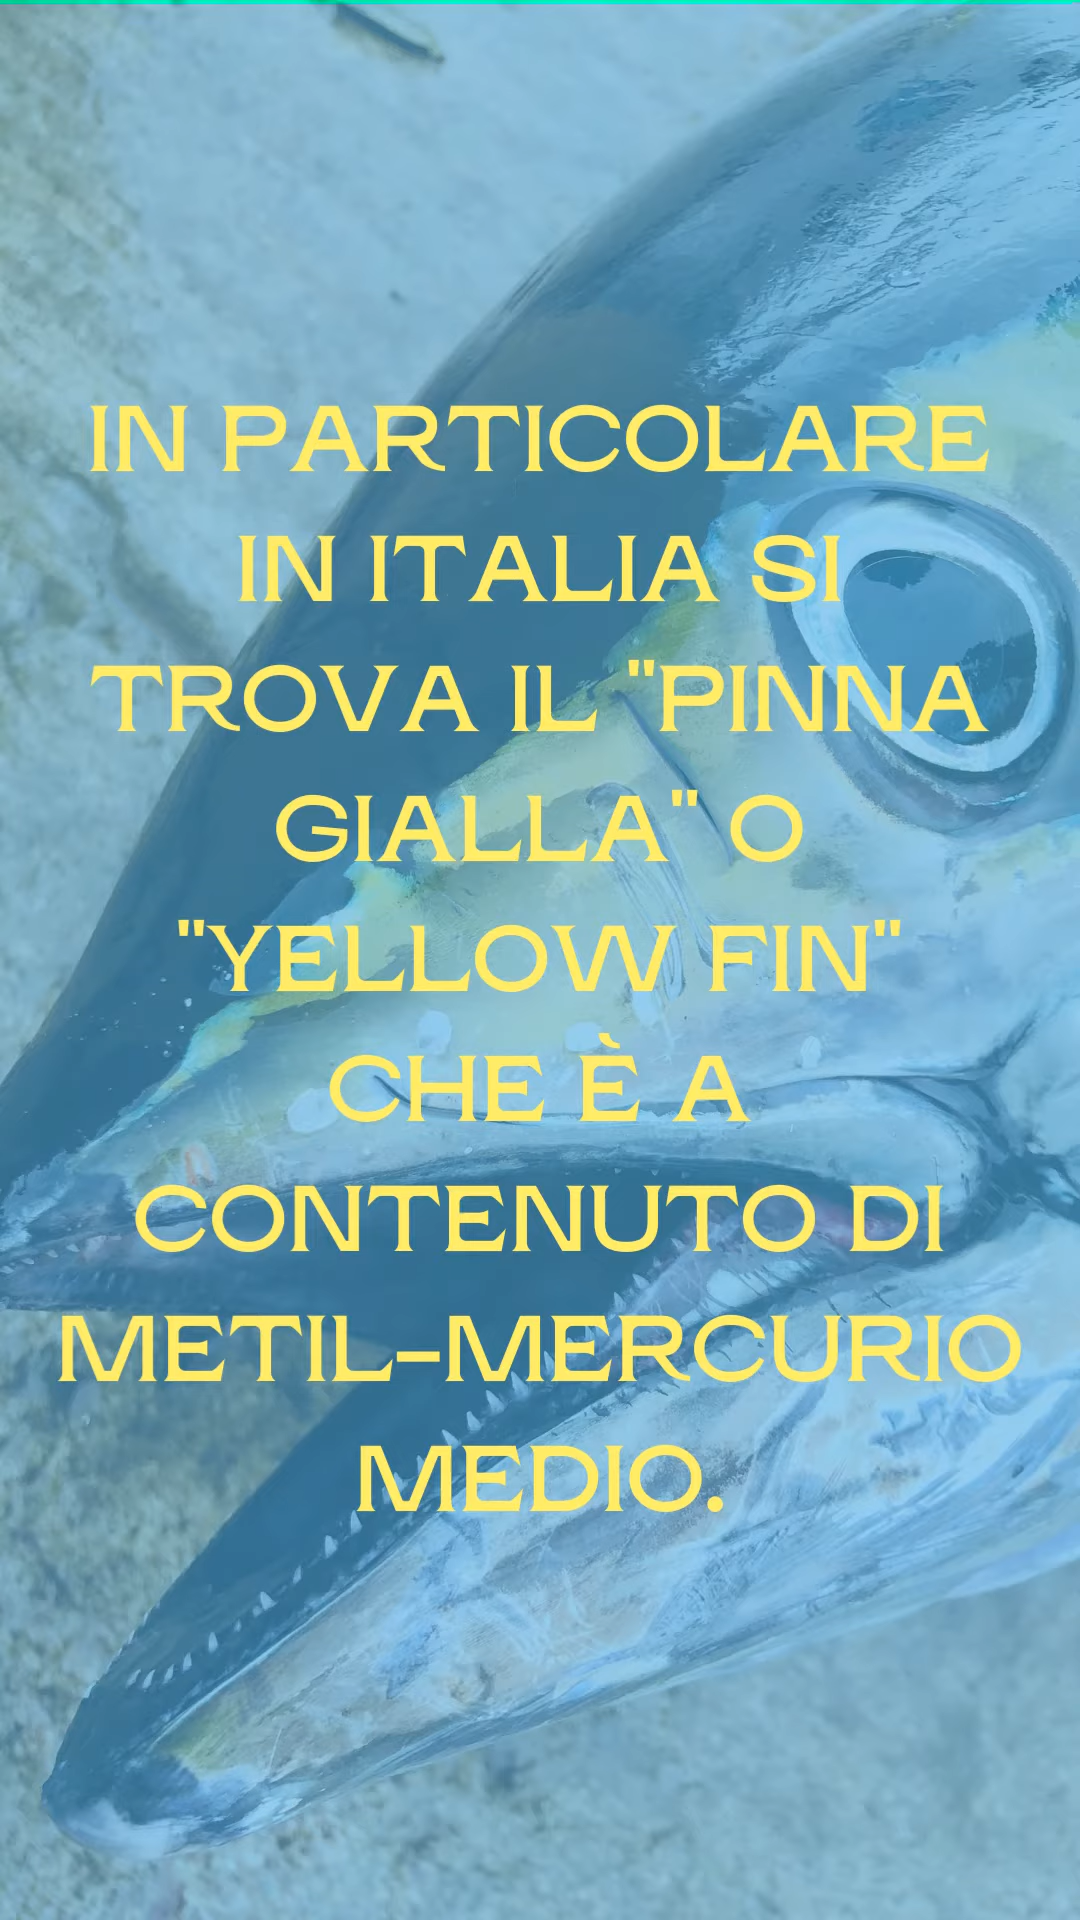 IN PARTICOLARE
IN ITALIA SI
TROVA IL "PINNA
GIALLA" O
"YELLOW FIN"
CHE È A
CONTENUTO DI
METIL-MERCURIO
MEDIO.